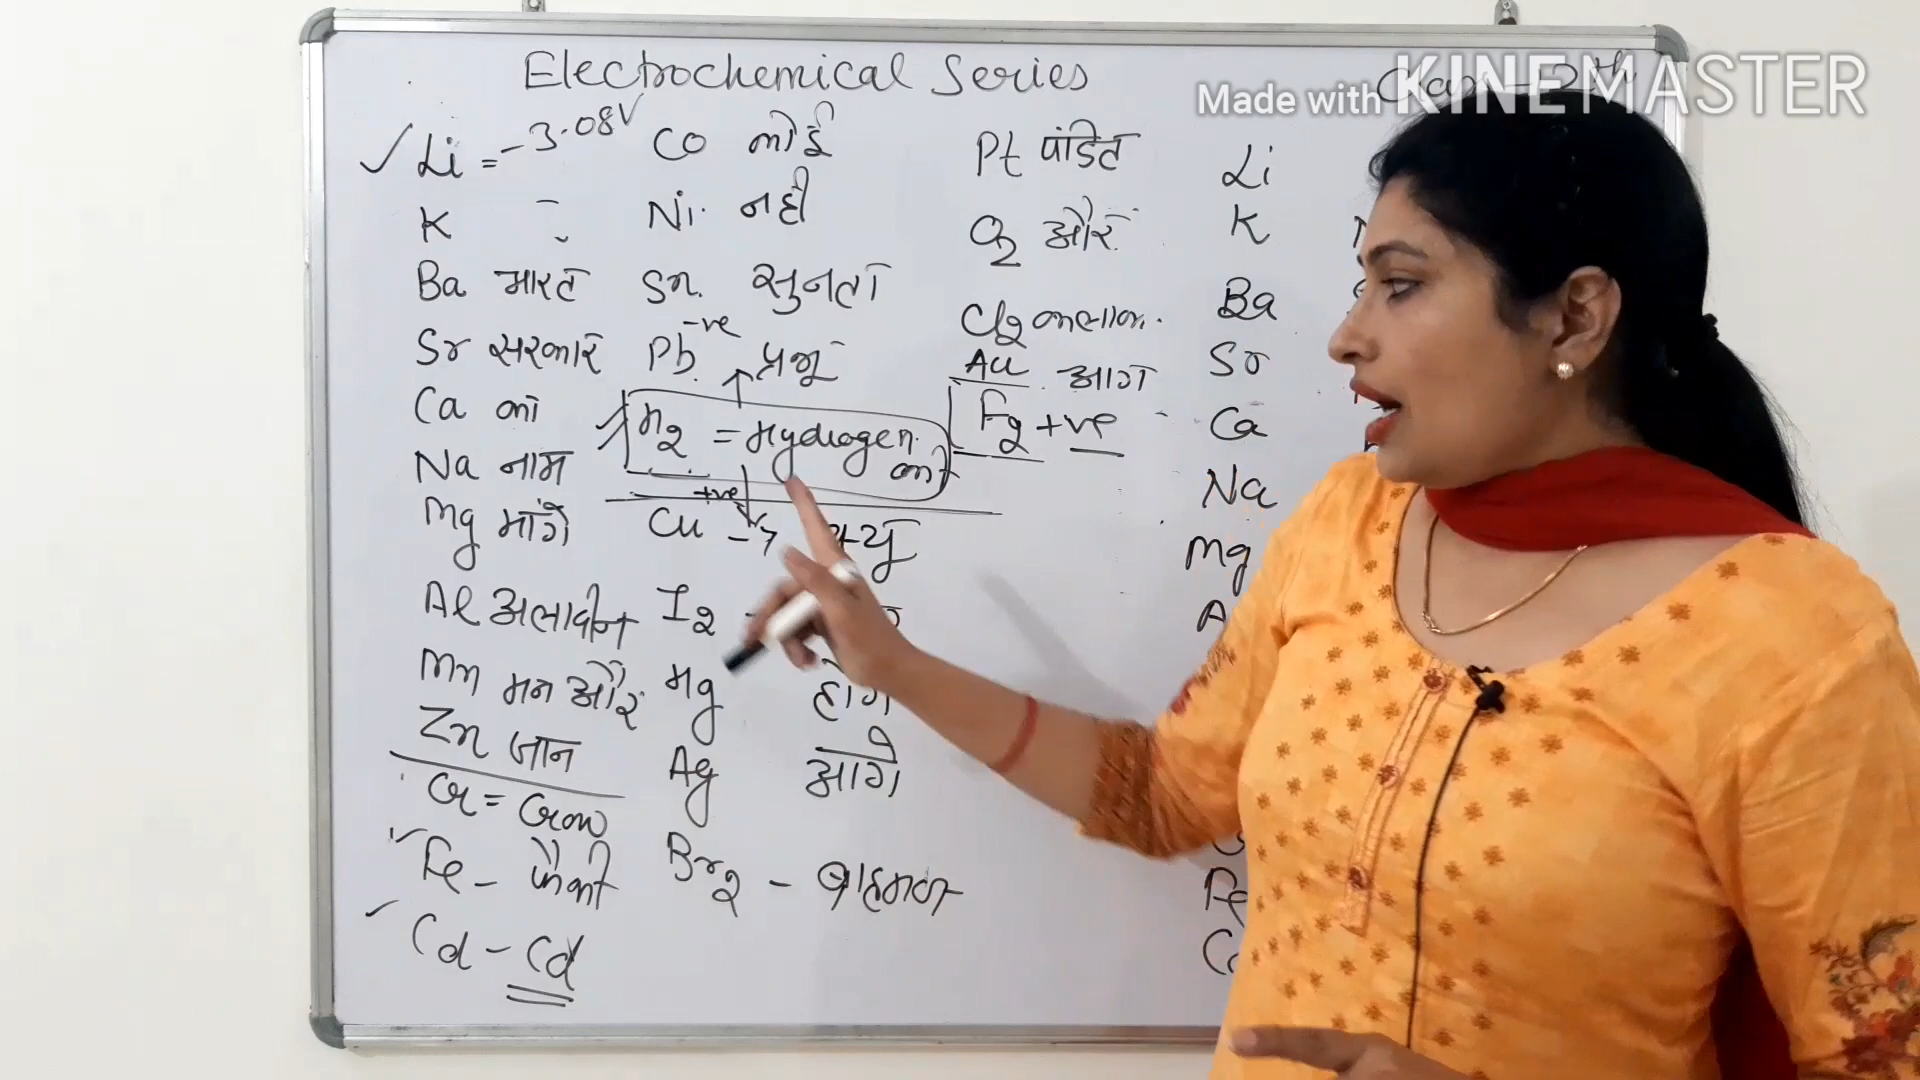 Electrochemical Series
Made with KINEMASTER
Li = -3.08V
K
Ba भारत
Sr सरकार
Ca का
Na नाम
Mg मांगे
Al अलादीन
Mn मन और
Zn जान
Cr = Crow
Fe - फैकी
Cd - Cd
Co कोई
Ni नहीं
Sn सुनता
Pb -ve प्रभू
H2 = Hydrogen
+ve
Cu
I2
Hg होगे
Ag आगे
Br2 - बाहमण
Pt पंडित
O2 और
Cl2 कलाक
Au आग
F2 +ve
Li
K
Ba
Sr
Ca
Na
Mg
A
Fe